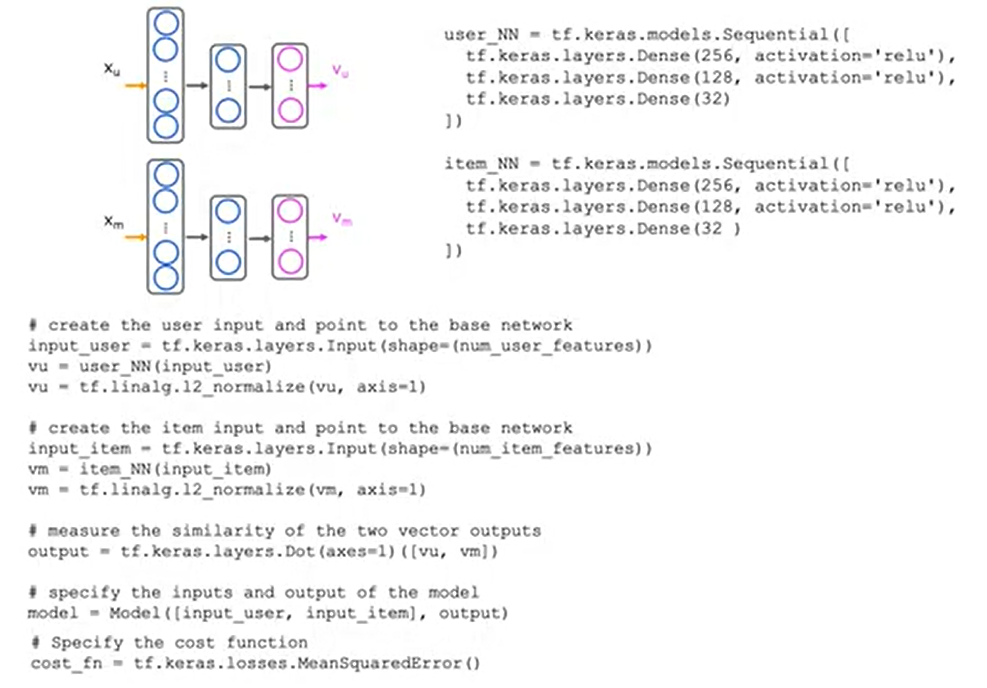 x_u
v_u
x_m
v_m
user_NN = tf.keras.models.Sequential([
tf.keras.layers.Dense(256, activation='relu'),
tf.keras.layers.Dense(128, activation='relu'),
tf.keras.layers.Dense(32)
])
item_NN = tf.keras.models.Sequential([
tf.keras.layers.Dense(256, activation='relu'),
tf.keras.layers.Dense(128, activation='relu'),
tf.keras.layers.Dense(32 )
])
# create the user input and point to the base network
input_user = tf.keras.layers.Input(shape=(num_user_features))
vu = user_NN(input_user)
vu = tf.linalg.l2_normalize(vu, axis=1)
# create the item input and point to the base network
input_item = tf.keras.layers.Input(shape=(num_item_features))
vm = item_NN(input_item)
vm = tf.linalg.l2_normalize(vm, axis=1)
# measure the similarity of the two vector outputs
output = tf.keras.layers.Dot(axes=1)([vu, vm])
# specify the inputs and output of the model
model = Model([input_user, input_item], output)
# Specify the cost function
cost_fn = tf.keras.losses.MeanSquaredError()